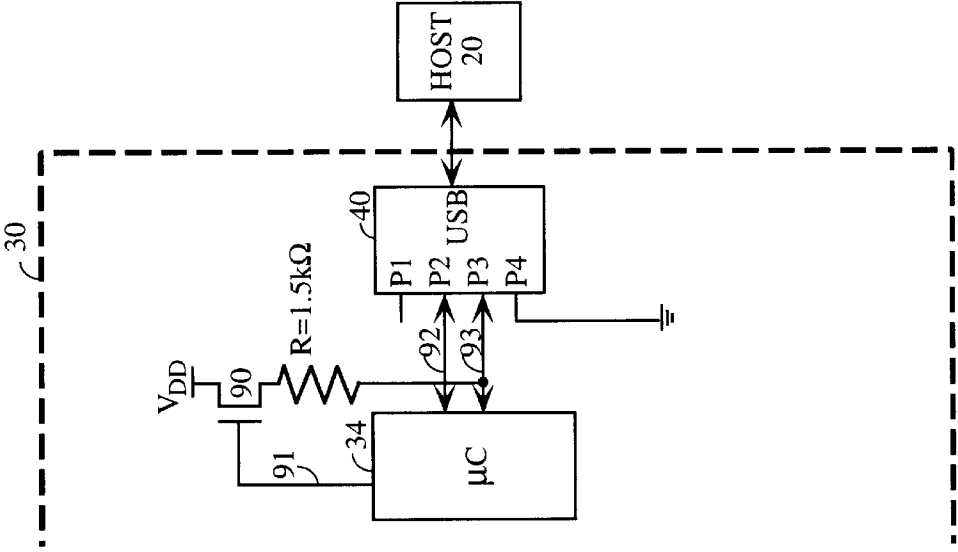 30
HOST
20
40
USB
P1
P2
P3
P4
R=1.5kΩ
VDD
90
92
93
91
34
μC